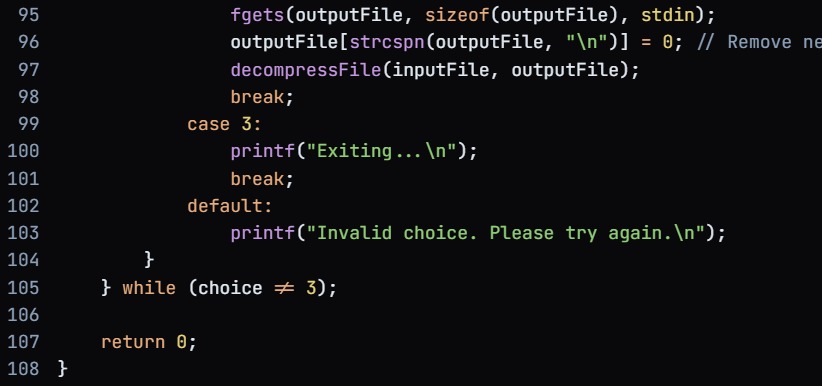 95                 fgets(outputFile, sizeof(outputFile), stdin);
96                 outputFile[strcspn(outputFile, "\n")] = 0; // Remove ne
97                 decompressFile(inputFile, outputFile);
98                 break;
99             case 3:
100                 printf("Exiting...\n");
101                 break;
102             default:
103                 printf("Invalid choice. Please try again.\n");
104         }
105     } while (choice != 3);
106
107     return 0;
108 }